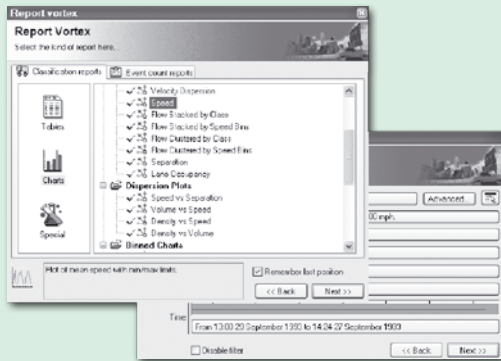 Report vortex
Report Vortex
Select the kind of report here...
Classification reports
Event count reports
Tables
Charts
Special
Velocity Dispersion
Speed
Flow Stacked by Class
Flow Stacked by Speed Bins
Flow Clustered by Class
Flow Clustered by Speed Bins
Separation
Lane Occupancy
Dispersion Plots
Speed vs Separation
Volume vs Speed
Density vs Speed
Density vs Volume
Binned Charts
Plot of mean speed with min/max limits.
Remember last position
<< Back
Next >>
Advanced...
00 mph.
Time
From 13:00 29 September 1993 to 14:24 27 September 1993
Disable filter
<< Back
Next >>